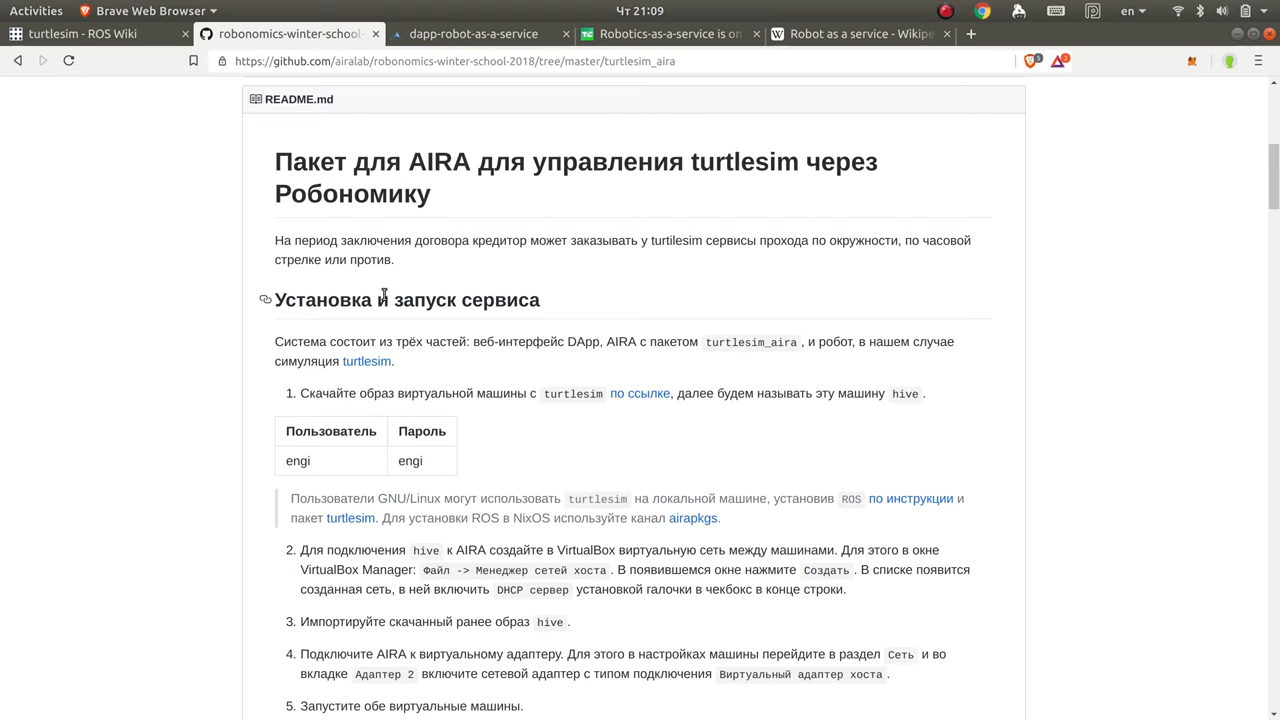 Activities Brave Web Browser Чт 21:09 en
turtlesim - ROS Wiki × robonomics-winter-school- × dapp-robot-as-a-service × Robotics-as-a-service is on × Robot as a service - Wikipe ×
https://github.com/airalab/robonomics-winter-school-2018/tree/master/turtlesim_aira 5 2
README.md
Пакет для AIRA для управления turtlesim через
Робономику
На период заключения договора кредитор может заказывать у turtilesim сервисы прохода по окружности, по часовой
стрелке или против.
Установка и запуск сервиса
Система состоит из трёх частей: веб-интерфейс DApp, AIRA с пакетом turtlesim_aira, и робот, в нашем случае
симуляция turtlesim.
1. Скачайте образ виртуальной машины с turtlesim по ссылке, далее будем называть эту машину hive.
Пользователь Пароль
engi engi
Пользователи GNU/Linux могут использовать turtlesim на локальной машине, установив ROS по инструкции и
пакет turtlesim. Для установки ROS в NixOS используйте канал airapkgs.
2. Для подключения hive к AIRA создайте в VirtualBox виртуальную сеть между машинами. Для этого в окне
VirtualBox Manager: Файл -> Менеджер сетей хоста. В появившемся окне нажмите Создать. В списке появится
созданная сеть, в ней включить DHCP сервер установкой галочки в чекбокс в конце строки.
3. Импортируйте скачанный ранее образ hive.
4. Подключите AIRA к виртуальному адаптеру. Для этого в настройках машины перейдите в раздел Сеть и во
вкладке Адаптер 2 включите сетевой адаптер с типом подключения Виртуальный адаптер хоста.
5. Запустите обе виртуальные машины.